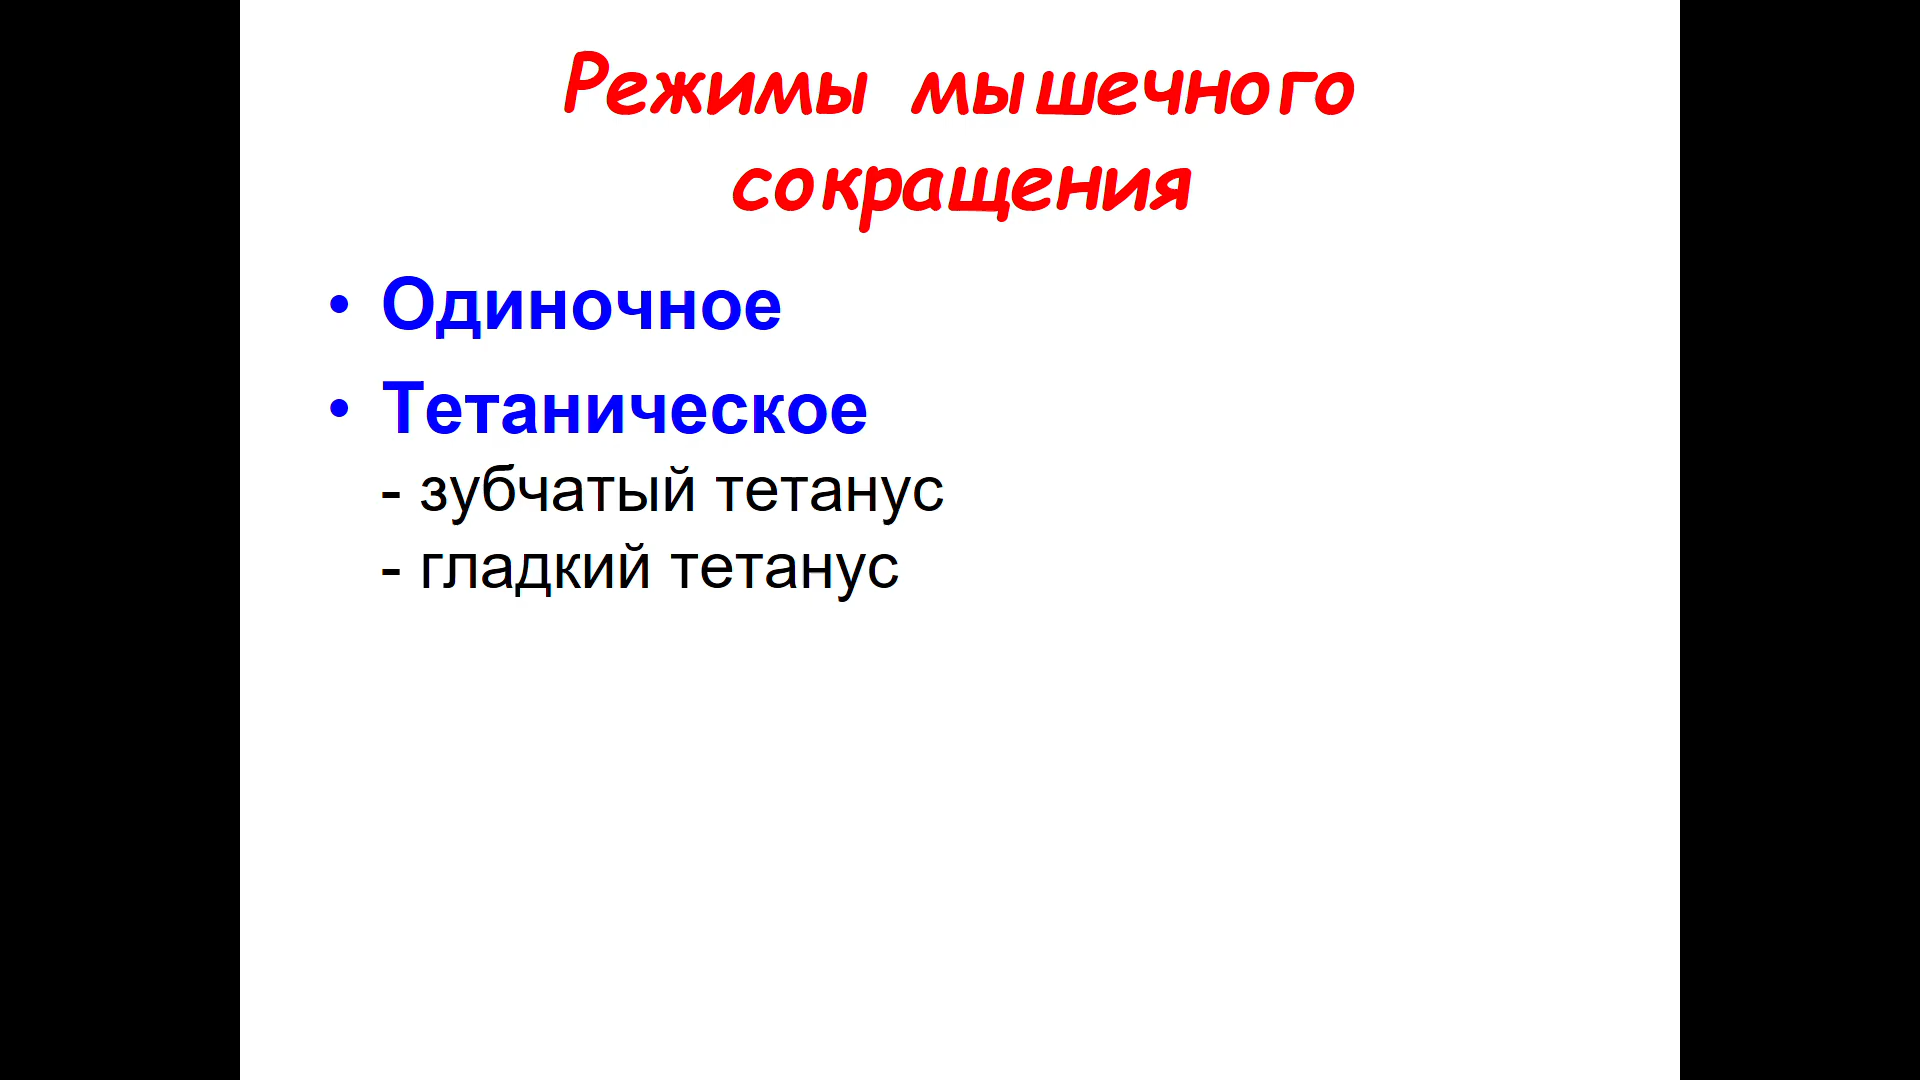 Режимы мышечного
сокращения
• Одиночное
• Тетаническое
- зубчатый тетанус
- гладкий тетанус